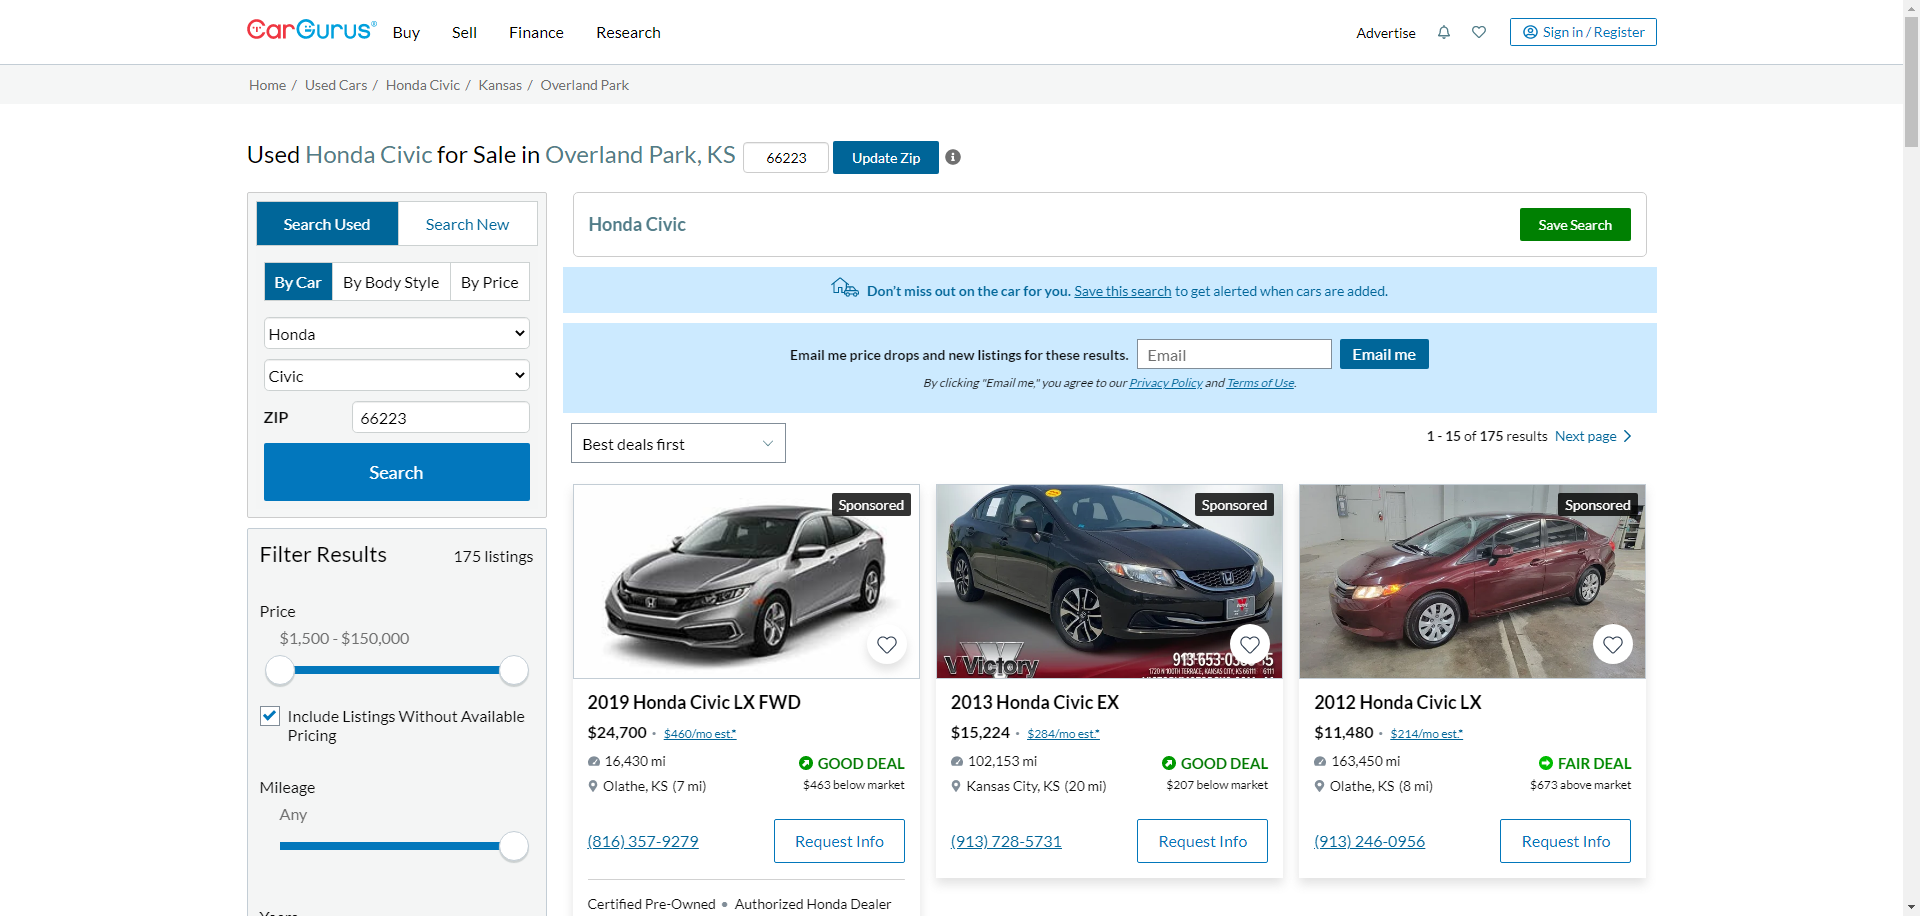 CarGurus®
Buy
Sell
Finance
Research
Advertise
Sign in / Register
Home / Used Cars / Honda Civic / Kansas / Overland Park
Used Honda Civic for Sale in Overland Park, KS
66223
Update Zip
Search Used
Search New
By Car
By Body Style
By Price
Honda
Civic
ZIP
66223
Search
Filter Results
175 listings
Price
$1,500 - $150,000
Include Listings Without Available
Pricing
Mileage
Any
Honda Civic
Save Search
Don't miss out on the car for you. Save this search to get alerted when cars are added.
Email me price drops and new listings for these results.
Email
Email me
By clicking "Email me," you agree to our Privacy Policy and Terms of Use.
Best deals first
1 - 15 of 175 results
Next page
Sponsored
2019 Honda Civic LX FWD
$24,700 · $460/mo est.*
16,430 mi
GOOD DEAL
Olathe, KS (7 mi)
$463 below market
(816) 357-9279
Request Info
Certified Pre-Owned • Authorized Honda Dealer
Sponsored
V Victory
2013 Honda Civic EX
$15,224 · $284/mo est.*
102,153 mi
GOOD DEAL
Kansas City, KS (20 mi)
$207 below market
(913) 728-5731
Request Info
Sponsored
2012 Honda Civic LX
$11,480 · $214/mo est.*
163,450 mi
FAIR DEAL
Olathe, KS (8 mi)
$673 above market
(913) 246-0956
Request Info